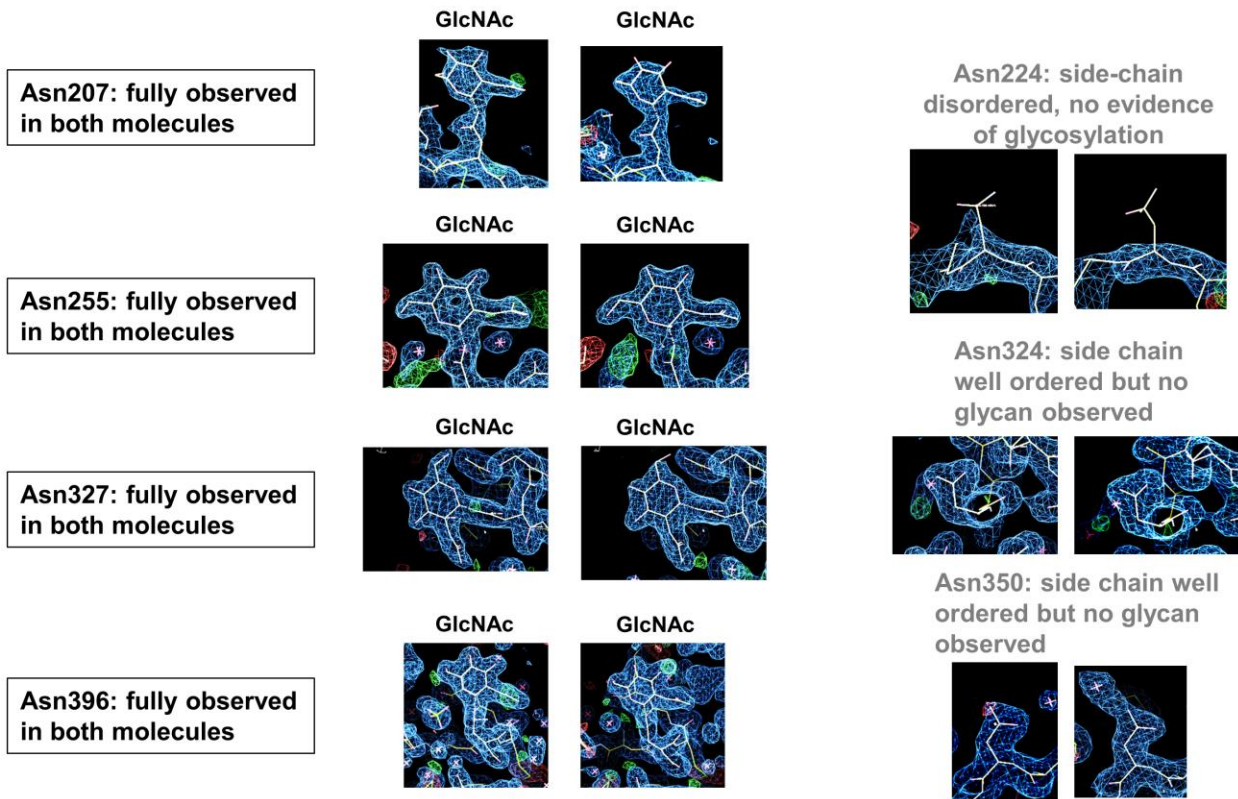 GlcNAc GlcNAc
Asn207: fully observed
in both molecules
GlcNAc GlcNAc
Asn255: fully observed
in both molecules
GlcNAc GlcNAc
Asn327: fully observed
in both molecules
GlcNAc GlcNAc
Asn396: fully observed
in both molecules
Asn224: side-chain
disordered, no evidence
of glycosylation
Asn324: side chain
well ordered but no
glycan observed
Asn350: side chain well
ordered but no glycan
observed